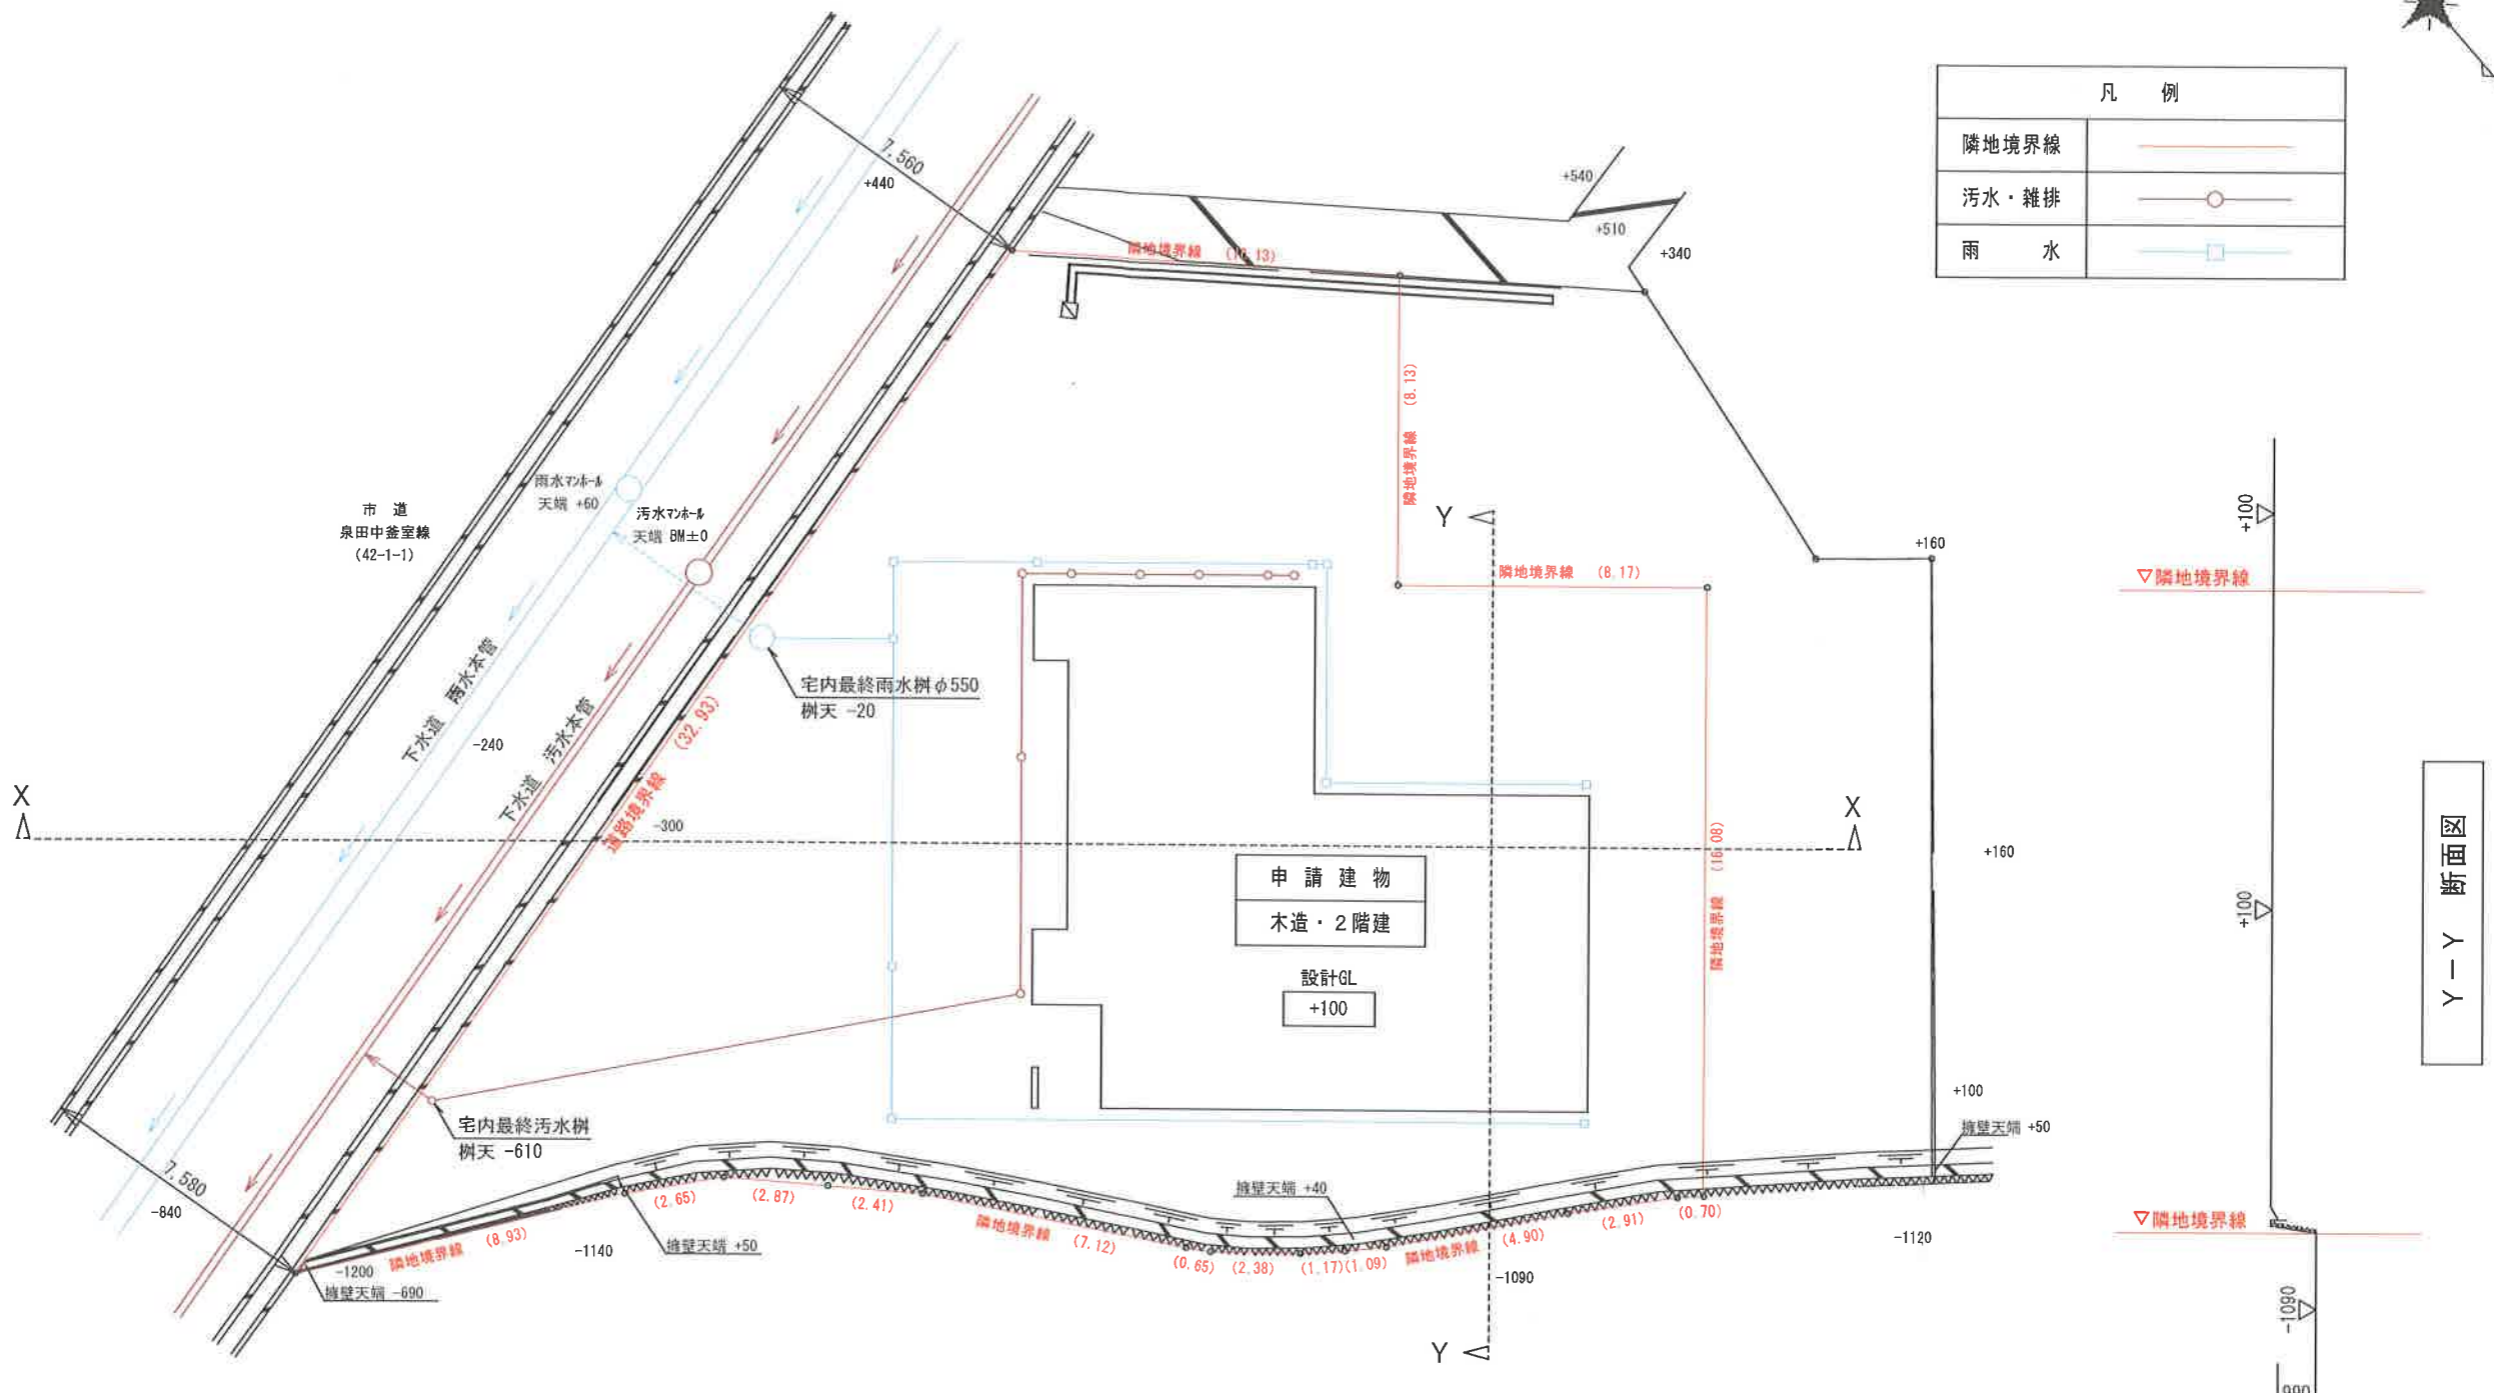 凡 例
隣地境界線
汚水・雑排
雨 水
7,560
+440
+540
+510
+340
隣地境界線 (16.13)
隣地境界線 (8.13)
雨水マンホール
天端 +60
汚水マンホール
天端 BM±0
市 道
泉田中釜室線
(42-1-1)
Y
隣地境界線 (8.17)
+160
+100
▽隣地境界線
宅内最終雨水桝φ550
桝天 -20
下水道 雨水本管
-240
下水道 汚水本管
道路境界線 (32.93)
X
-300
X
隣地境界線 (16.08)
+160
申 請 建 物
木造・2階建
設計GL
+100
+100
Y-Y 断面図
+100
宅内最終汚水桝
桝天 -610
擁壁天端 +50
7,580
-840
(2.65)
(2.87)
(2.41)
隣地境界線 (7.12)
擁壁天端 +40
(0.65)
(2.38)
(1.17)
(1.09)
隣地境界線 (4.90)
(2.91)
(0.70)
-1120
▽隣地境界線
隣地境界線 (8.93)
-1140
擁壁天端 +50
-1200
擁壁天端 -690
-1090
-1090
Y
990